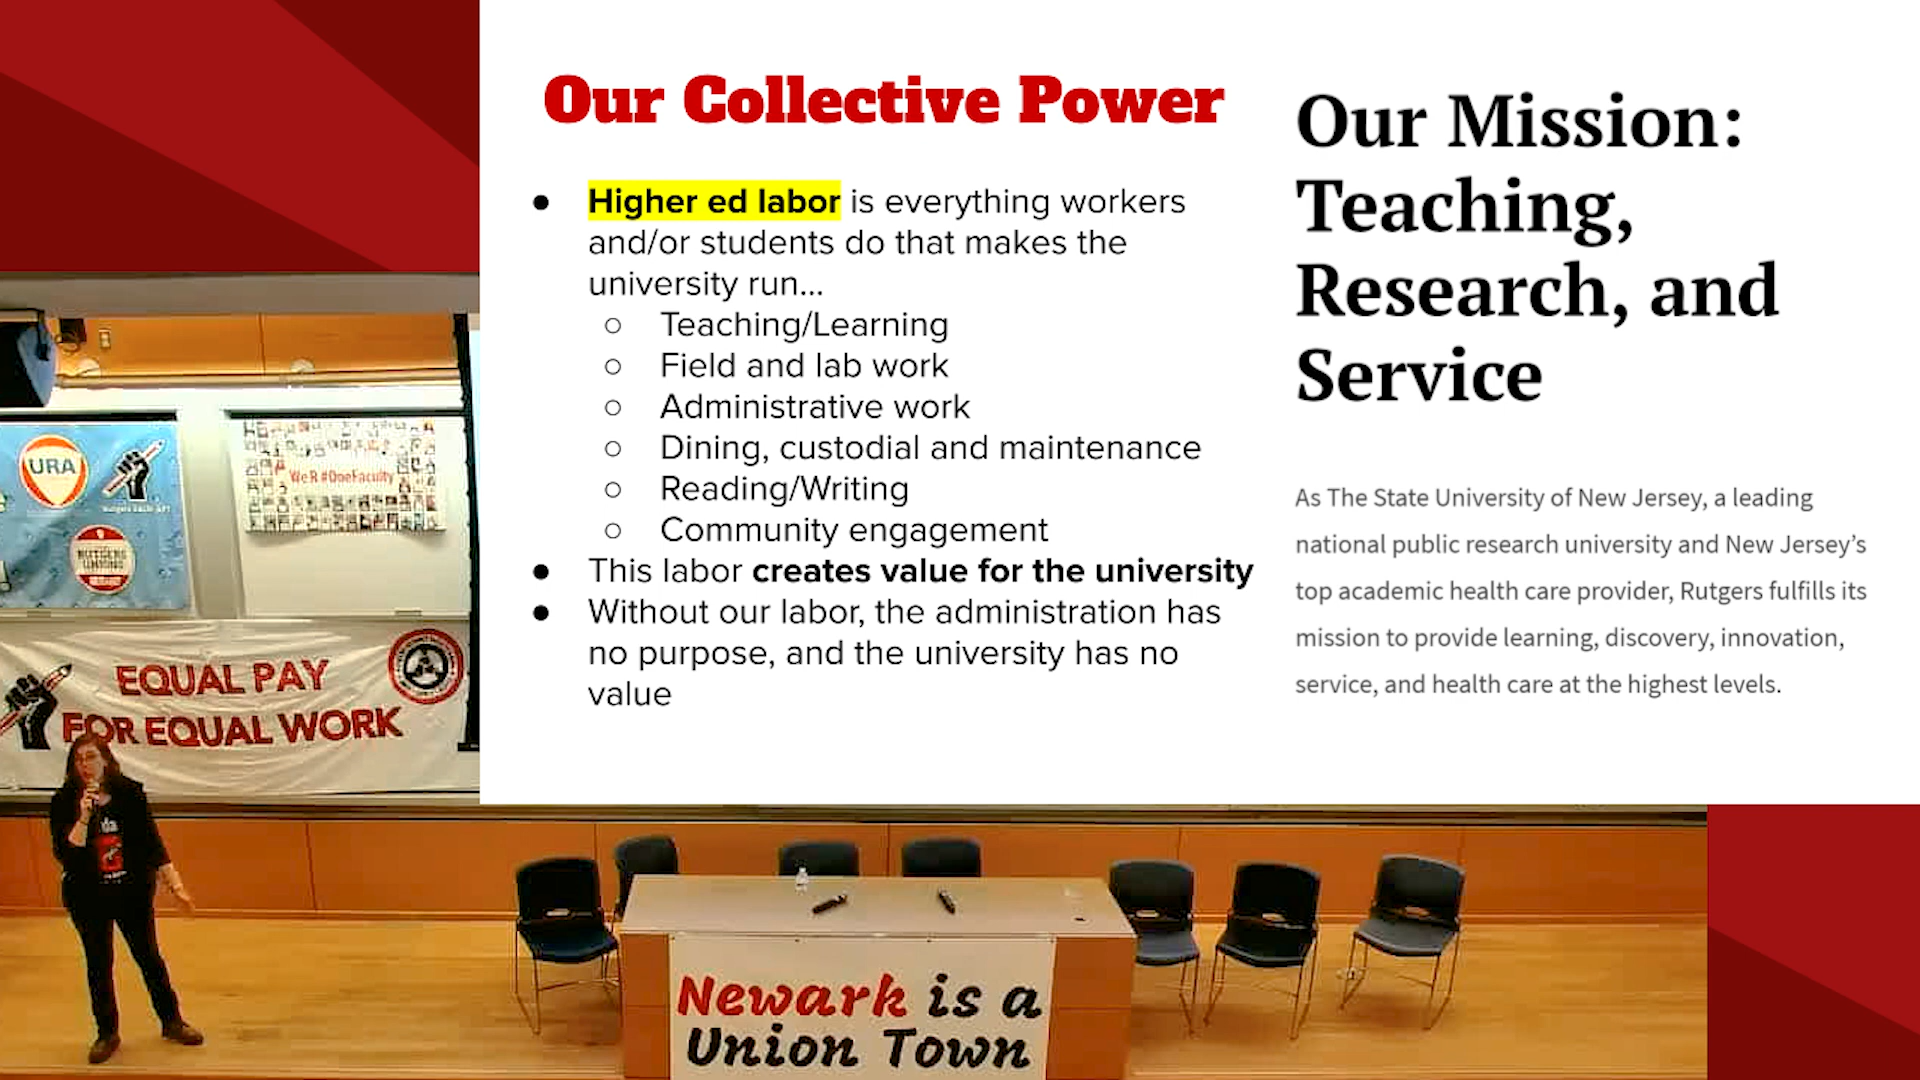 Our Collective Power
● Higher ed labor is everything workers
and/or students do that makes the
university run...
○ Teaching/Learning
○ Field and lab work
○ Administrative work
○ Dining, custodial and maintenance
○ Reading/Writing
○ Community engagement
● This labor creates value for the university
● Without our labor, the administration has
no purpose, and the university has no
value
Our Mission:
Teaching,
Research, and
Service
As The State University of New Jersey, a leading
national public research university and New Jersey’s
top academic health care provider, Rutgers fulfills its
mission to provide learning, discovery, innovation,
service, and health care at the highest levels.
URA
We R #OneFaculty
EQUAL PAY
FOR EQUAL WORK
Newark is a
Union Town